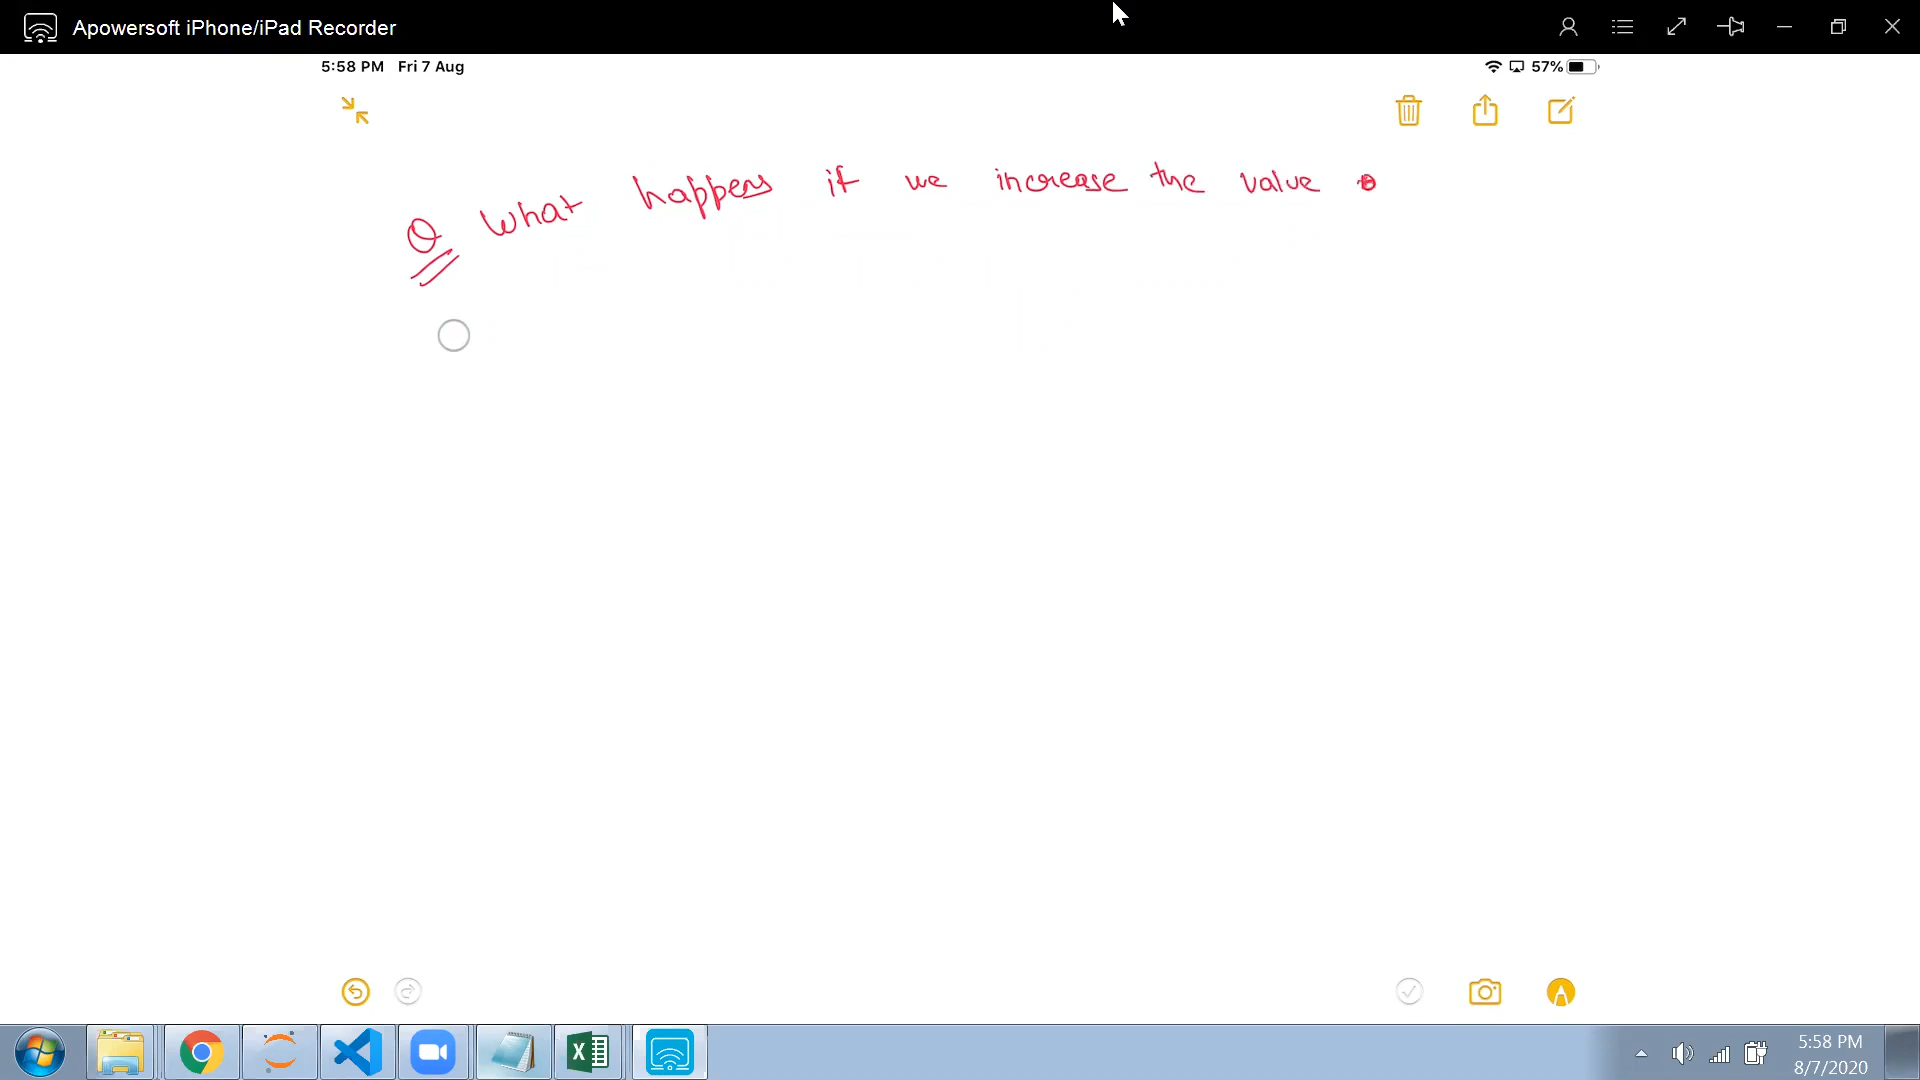 Apowersoft iPhone/iPad Recorder
5:58 PM Fri 7 Aug
57%
Q What happens if we increase the value
5:58 PM
8/7/2020